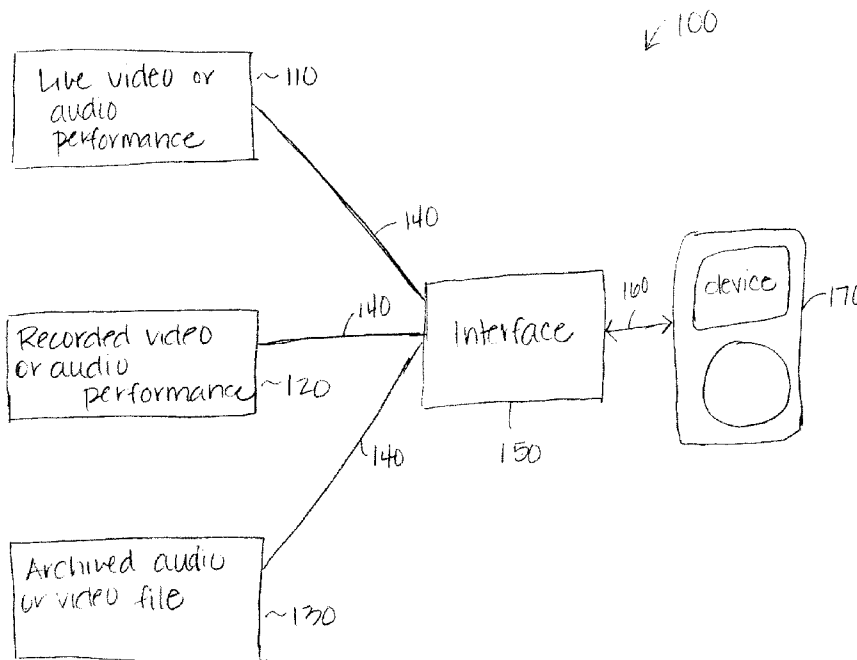 100
Live video or
audio
performance
~110
140
Recorded video
or audio
performance
~120
140
Interface
150
160
device
170
140
Archived audio
or video file
~130